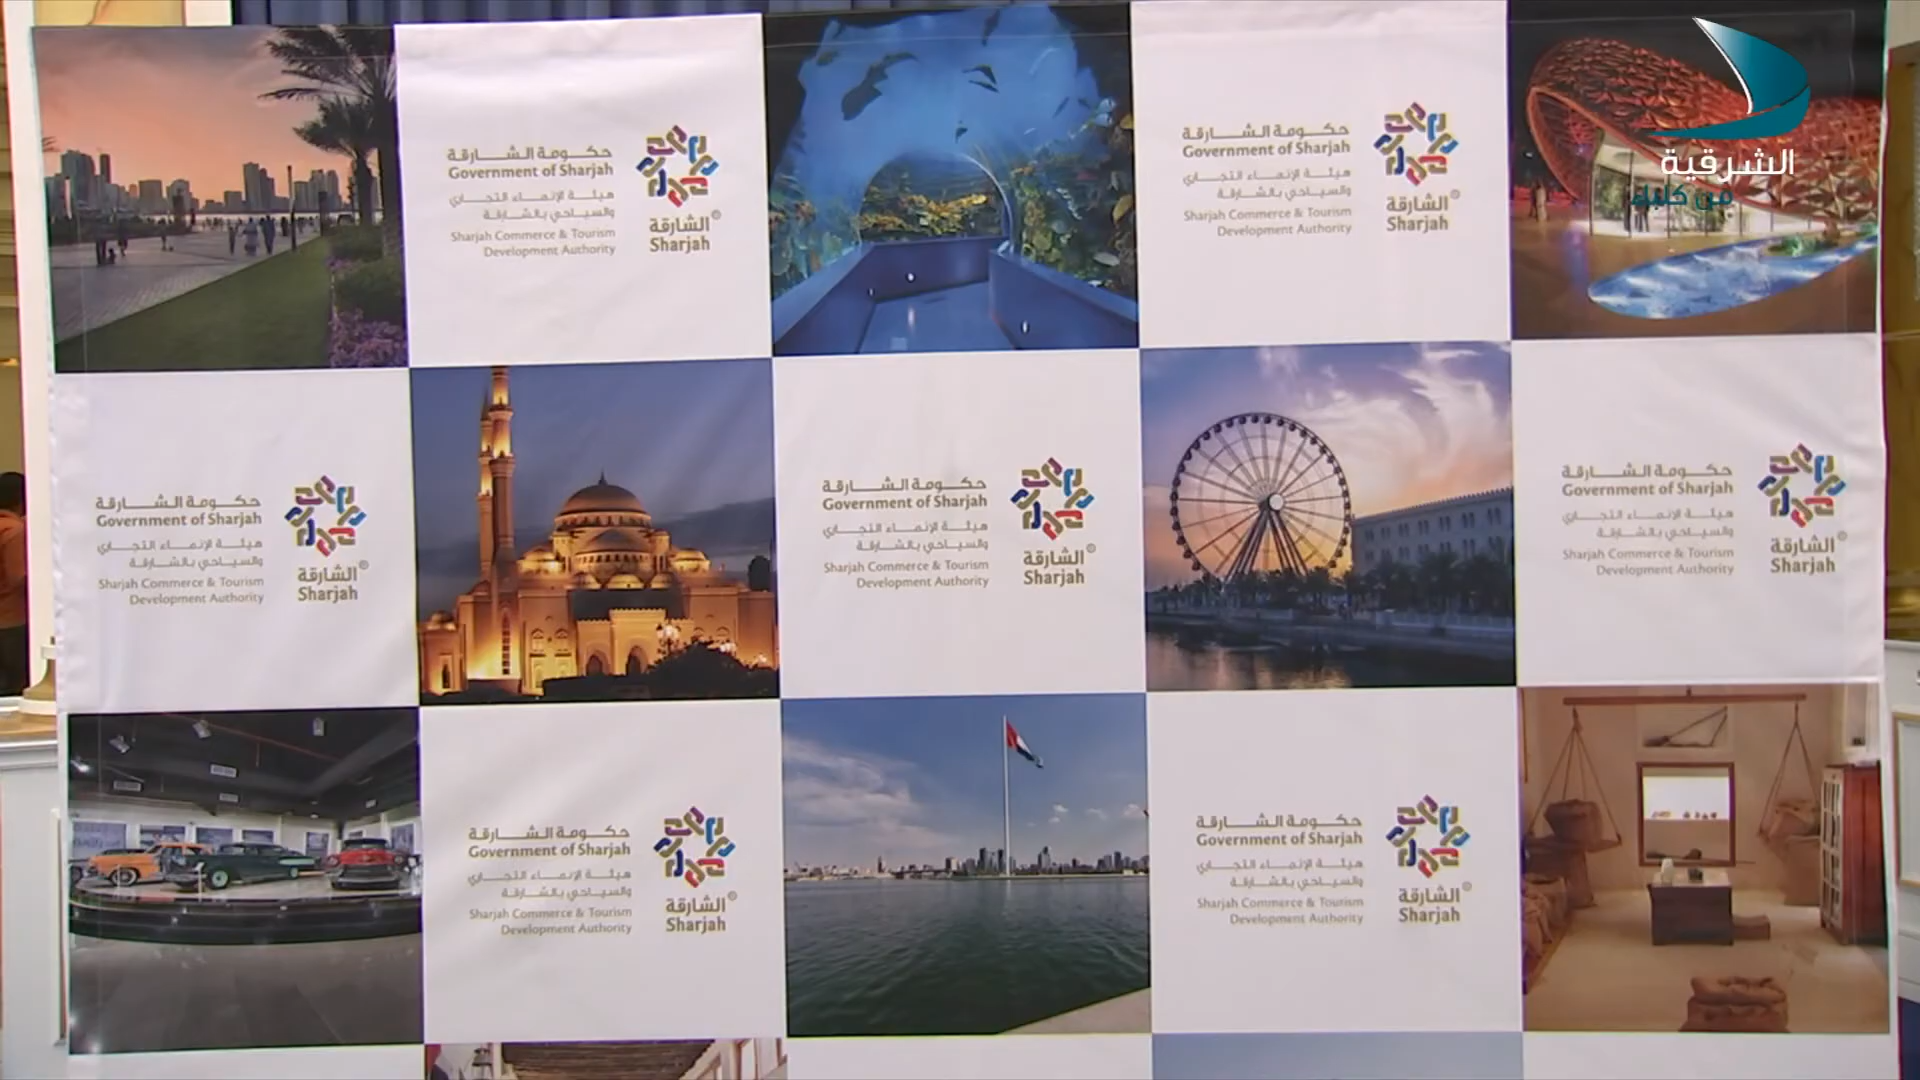 حكومة الشارقة
Government of Sharjah
هيئة الإنماء التجاري
والسياحي بالشارقة
Sharjah Commerce & Tourism
Development Authority
الشارقة
Sharjah
حكومة الشارقة
Government of Sharjah
هيئة الإنماء التجاري
والسياحي بالشارقة
Sharjah Commerce & Tourism
Development Authority
الشارقة
Sharjah
الشرقية
من كلباء
حكومة الشارقة
Government of Sharjah
هيئة الإنماء التجاري
والسياحي بالشارقة
Sharjah Commerce & Tourism
Development Authority
الشارقة
Sharjah
حكومة الشارقة
Government of Sharjah
هيئة الإنماء التجاري
والسياحي بالشارقة
Sharjah Commerce & Tourism
Development Authority
الشارقة
Sharjah
حكومة الشارقة
Government of Sharjah
هيئة الإنماء التجاري
والسياحي بالشارقة
Sharjah Commerce & Tourism
Development Authority
الشارقة
Sharjah
حكومة الشارقة
Government of Sharjah
هيئة الإنماء التجاري
والسياحي بالشارقة
Sharjah Commerce & Tourism
Development Authority
الشارقة
Sharjah
حكومة الشارقة
Government of Sharjah
هيئة الإنماء التجاري
والسياحي بالشارقة
Sharjah Commerce & Tourism
Development Authority
الشارقة
Sharjah